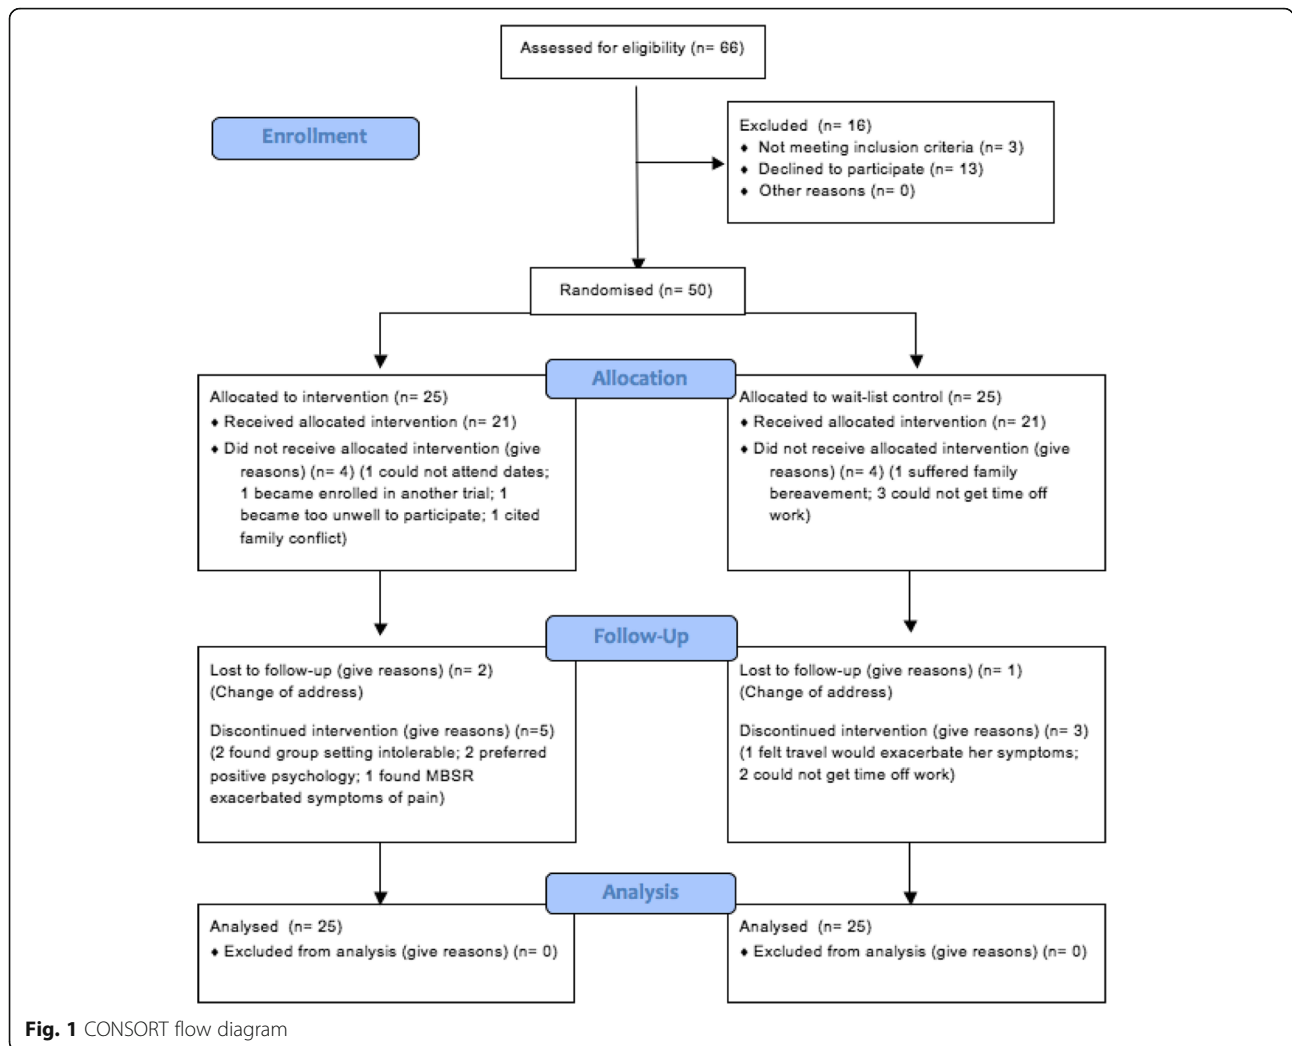 Assessed for eligibility (n= 66)
Enrollment
Excluded (n= 16)
♦ Not meeting inclusion criteria (n= 3)
♦ Declined to participate (n= 13)
♦ Other reasons (n= 0)
Randomised (n= 50)
Allocation
Allocated to intervention (n= 25)
♦ Received allocated intervention (n= 21)
♦ Did not receive allocated intervention (give
reasons) (n= 4) (1 could not attend dates;
1 became enrolled in another trial; 1
became too unwell to participate; 1 cited
family conflict)
Allocated to wait-list control (n= 25)
♦ Received allocated intervention (n= 21)
♦ Did not receive allocated intervention (give
reasons) (n= 4) (1 suffered family
bereavement; 3 could not get time off
work)
Follow-Up
Lost to follow-up (give reasons) (n= 2)
(Change of address)
Discontinued intervention (give reasons) (n=5)
(2 found group setting intolerable; 2 preferred
positive psychology; 1 found MBSR
exacerbated symptoms of pain)
Lost to follow-up (give reasons) (n= 1)
(Change of address)
Discontinued intervention (give reasons) (n= 3)
(1 felt travel would exacerbate her symptoms;
2 could not get time off work)
Analysis
Analysed (n= 25)
♦ Excluded from analysis (give reasons) (n= 0)
Analysed (n= 25)
♦ Excluded from analysis (give reasons) (n= 0)
Fig. 1 CONSORT flow diagram